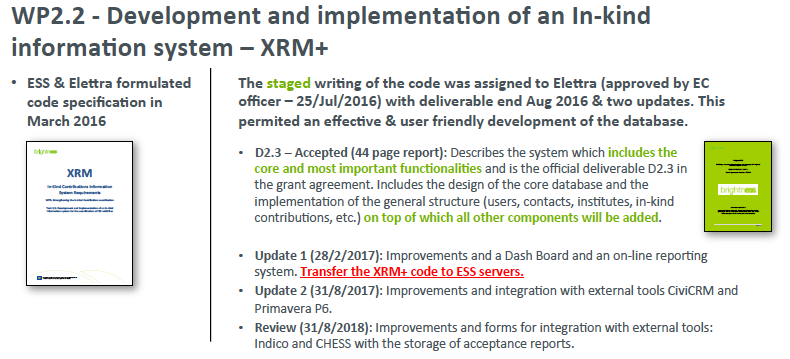 WP2.2 - Development and implementation of an In-kind
information system – XRM+
• ESS & Elettra formulated
code specification in
March 2016
brightness
XRM
In-Kind Contributions Information
System Requirements
The staged writing of the code was assigned to Elettra (approved by EC
officer – 25/Jul/2016) with deliverable end Aug 2016 & two updates. This
permited an effective & user friendly development of the database.
• D2.3 – Accepted (44 page report): Describes the system which includes the
core and most important functionalities and is the official deliverable D2.3 in
the grant agreement. Includes the design of the core database and the
implementation of the general structure (users, contacts, institutes, in-kind
contributions, etc.) on top of which all other components will be added.
brightness
• Update 1 (28/2/2017): Improvements and a Dash Board and an on-line reporting
system. Transfer the XRM+ code to ESS servers.
• Update 2 (31/8/2017): Improvements and integration with external tools CiviCRM and
Primavera P6.
• Review (31/8/2018): Improvements and forms for integration with external tools:
Indico and CHESS with the storage of acceptance reports.